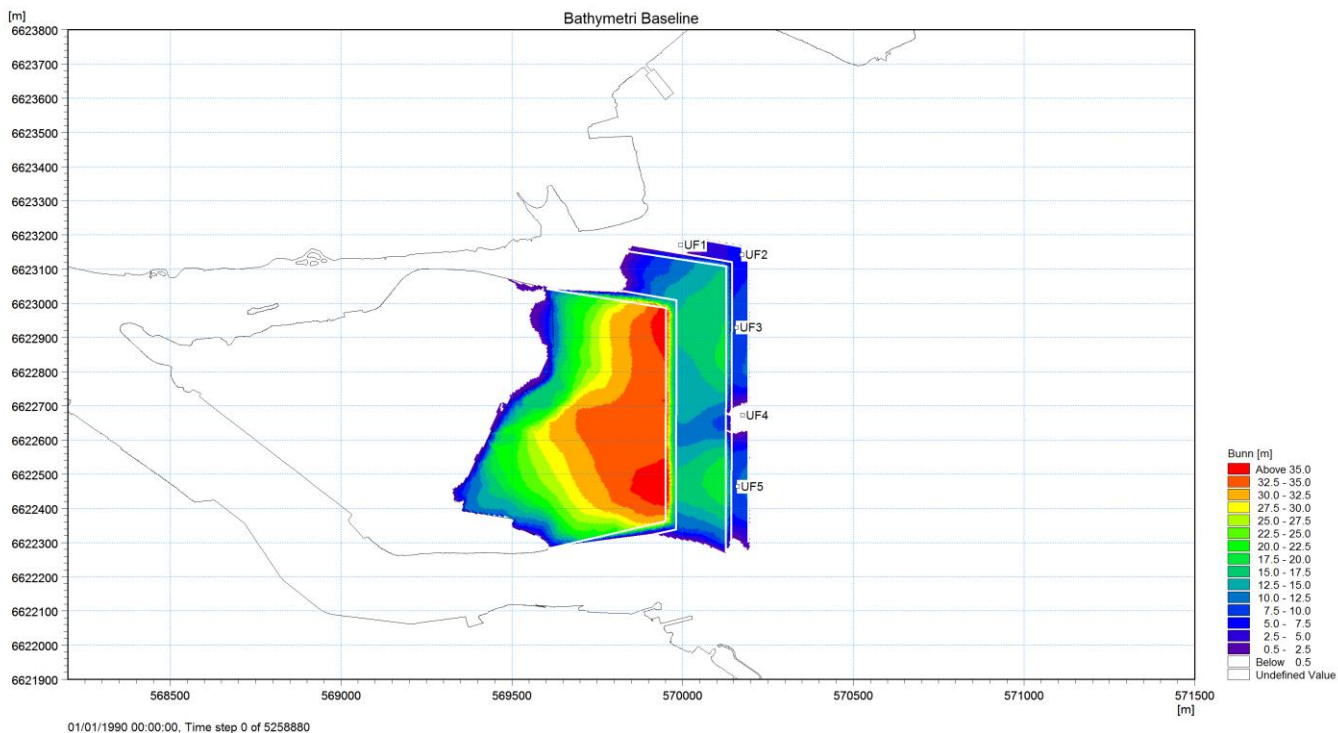 [m]
Bathymetri Baseline
6623800
6623700
6623600
6623500
6623400
6623300
6623200
6623100
6623000
6622900
6622800
6622700
6622600
6622500
6622400
6622300
6622200
6622100
6622000
6621900
UF1
UF2
UF3
UF4
UF5
568500 569000 569500 570000 570500 571000 571500
[m]
Bunn [m]
Above 35.0
32.5 - 35.0
30.0 - 32.5
27.5 - 30.0
25.0 - 27.5
22.5 - 25.0
20.0 - 22.5
17.5 - 20.0
15.0 - 17.5
12.5 - 15.0
10.0 - 12.5
7.5 - 10.0
5.0 - 7.5
2.5 - 5.0
0.5 - 2.5
Below 0.5
Undefined Value
01/01/1990 00:00:00, Time step 0 of 5258880